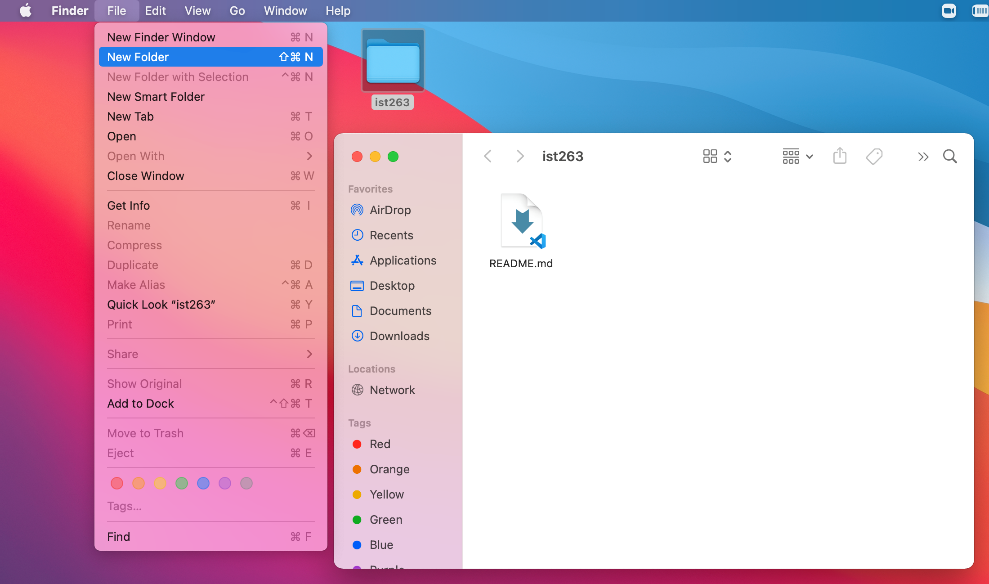 Finder File Edit View Go Window Help
New Finder Window ⌘ N
New Folder ⇧⌘ N
New Folder with Selection ^⌘ N
New Smart Folder
New Tab ⌘ T
Open ⌘ O
Open With >
Close Window ⌘ W
Get Info ⌘ I
Rename
Compress
Duplicate ⌘ D
Make Alias ^⌘ A
Quick Look “ist263” ⌘ Y
Print ⌘ P
Share >
Show Original ⌘ R
Add to Dock ^⇧⌘ T
Move to Trash ⌘⌫
Eject ⌘ E
Tags...
Find ⌘ F
ist263
ist263
Favorites
AirDrop
Recents
Applications
Desktop
Documents
Downloads
Locations
Network
Tags
Red
Orange
Yellow
Green
Blue
Purple
README.md